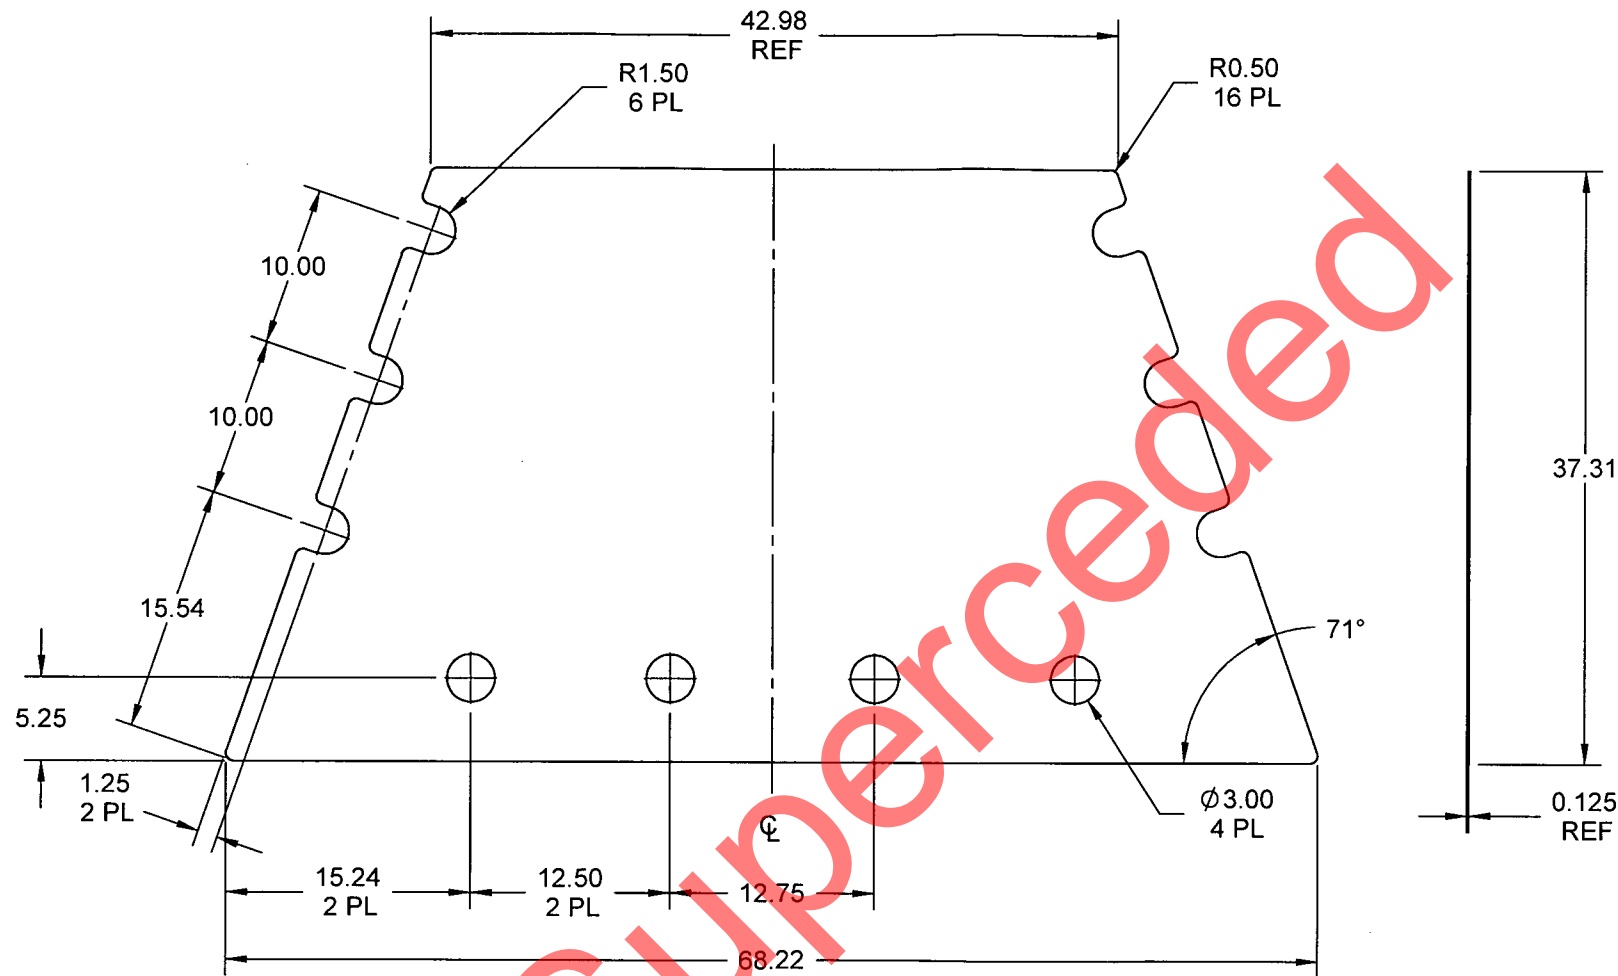 42.98
REF
R1.50
6 PL
R0.50
16 PL
10.00
10.00
37.31
15.54
71°
5.25
1.25
2 PL
Ø3.00
4 PL
0.125
REF
℄
15.24
2 PL
12.50
2 PL
12.75
68.22
Superceded